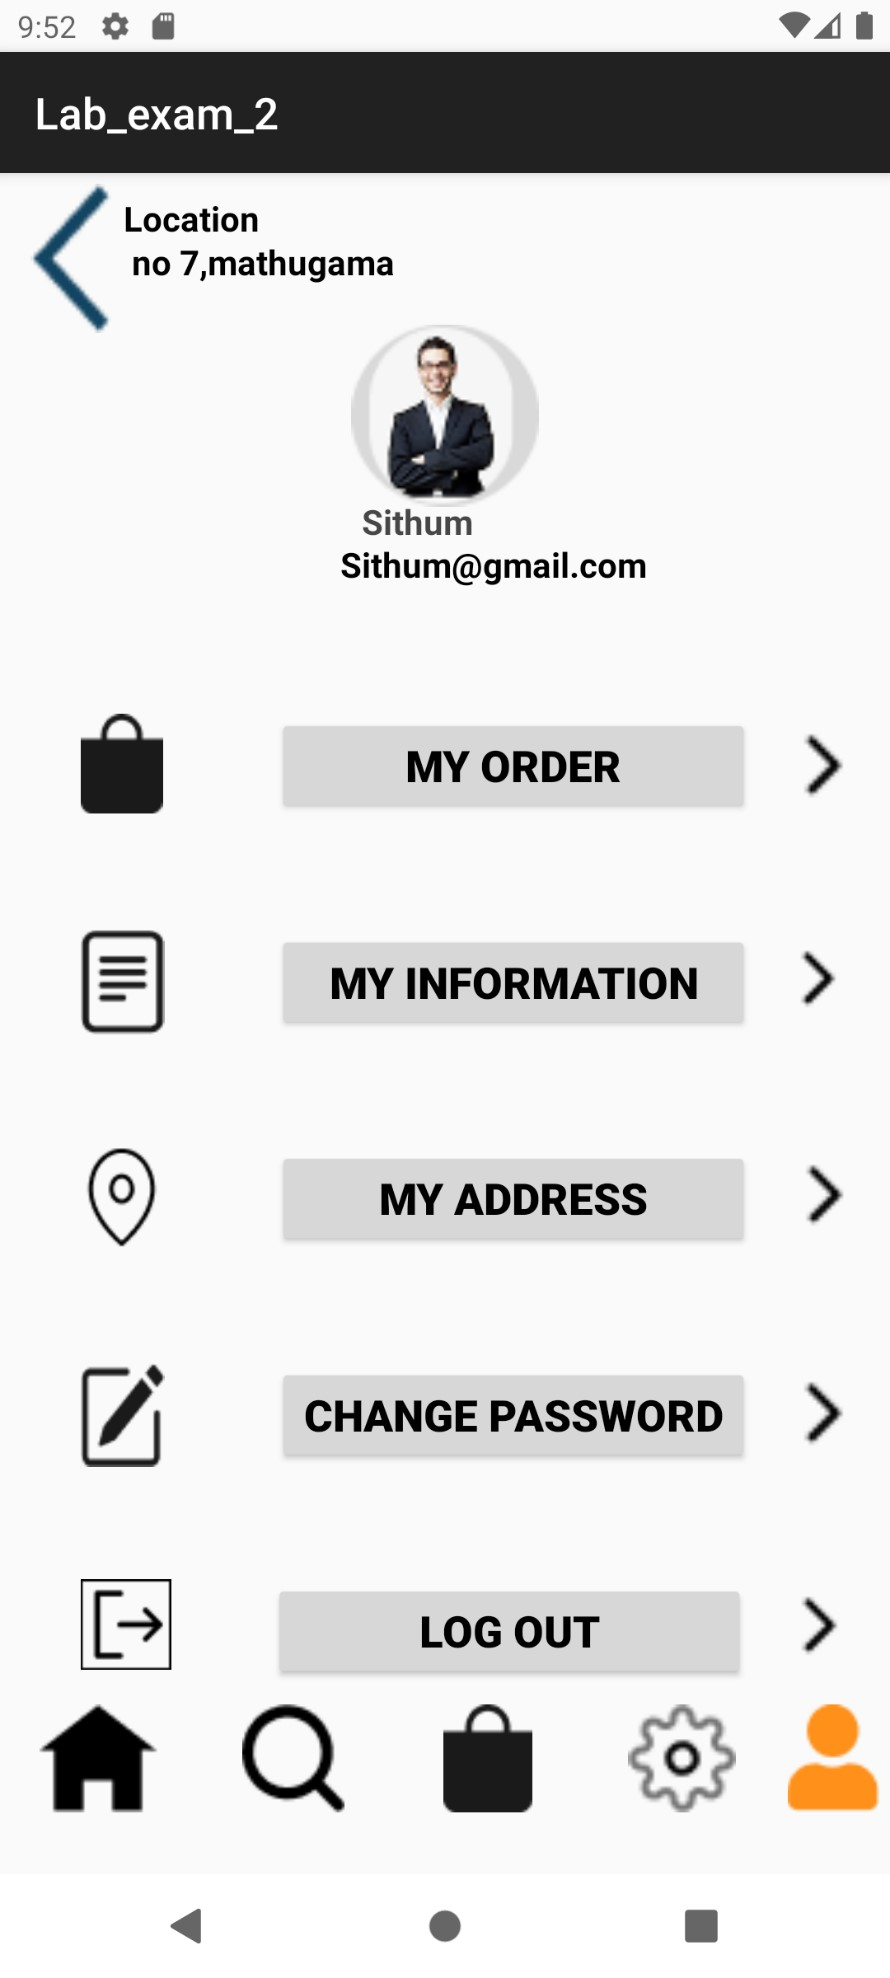 9:52
Lab_exam_2
Location
no 7,mathugama
Sithum
Sithum@gmail.com
MY ORDER
MY INFORMATION
MY ADDRESS
CHANGE PASSWORD
LOG OUT